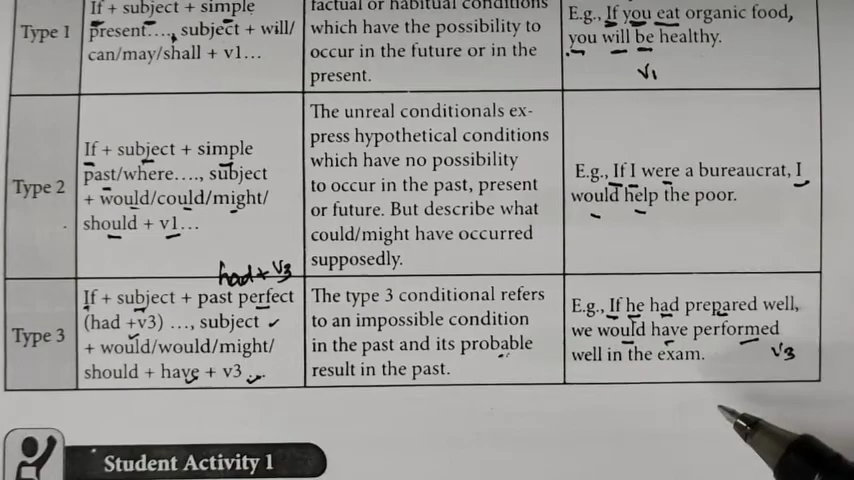 Type 1
If + subject + simple
present…., subject + will/
can/may/shall + v1…
factual or habitual conditions
which have the possibility to
occur in the future or in the
present.
E.g., If you eat organic food,
you will be healthy.
V1
Type 2
If + subject + simple
past/where…., subject
+ would/could/might/
should + v1…
The unreal conditionals ex-
press hypothetical conditions
which have no possibility
to occur in the past, present
or future. But describe what
could/might have occurred
supposedly.
E.g., If I were a bureaucrat, I
would help the poor.
had + V3
Type 3
If + subject + past perfect
(had +v3) …, subject
+ would/would/might/
should + have + v3
The type 3 conditional refers
to an impossible condition
in the past and its probable
result in the past.
E.g., If he had prepared well,
we would have performed
well in the exam.
V3
Student Activity 1